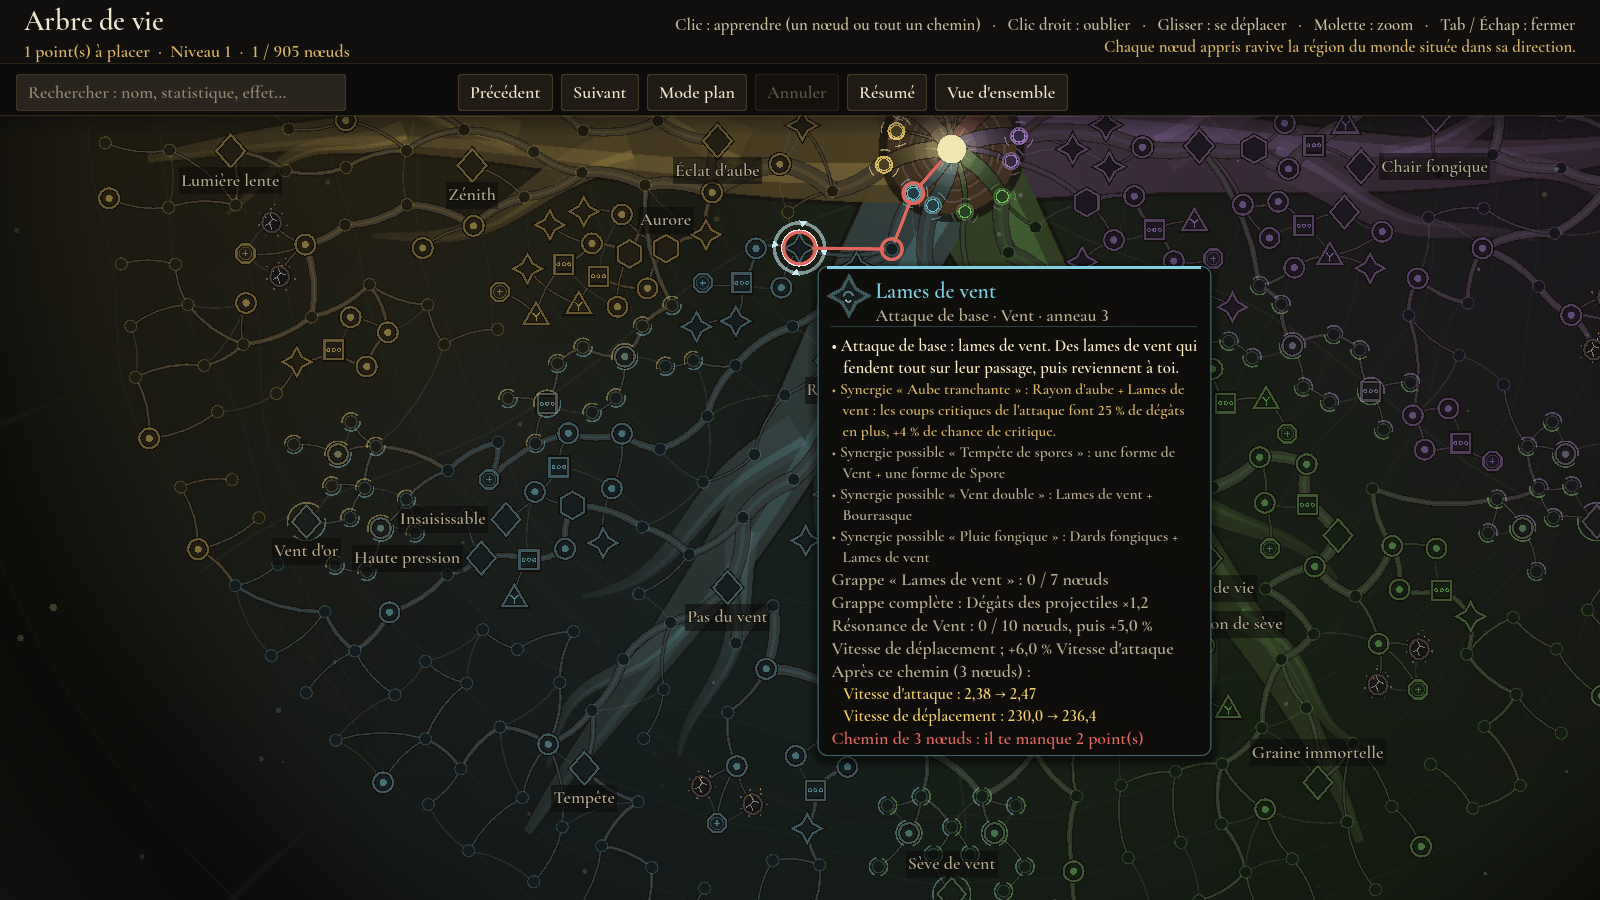 Arbre de vie
1 point(s) à placer · Niveau 1 · 1 / 905 nœuds
Clic : apprendre (un nœud ou tout un chemin) · Clic droit : oublier · Glisser : se déplacer · Molette : zoom · Tab / Échap : fermer
Chaque nœud appris ravive la région du monde située dans sa direction.
Rechercher : nom, statistique, effet...
Précédent
Suivant
Mode plan
Annuler
Résumé
Vue d'ensemble
Lumière lente
Zénith
Éclat d'aube
Aurore
Chair fongique
Lames de vent
Attaque de base · Vent · anneau 3
• Attaque de base : lames de vent. Des lames de vent qui
fendent tout sur leur passage, puis reviennent à toi.
• Synergie « Aube tranchante » : Rayon d'aube + Lames de
vent : les coups critiques de l'attaque font 25 % de dégâts
en plus, +4 % de chance de critique.
• Synergie possible « Tempête de spores » : une forme de
Vent + une forme de Spore
• Synergie possible « Vent double » : Lames de vent +
Bourrasque
• Synergie possible « Pluie fongique » : Dards fongiques +
Lames de vent
Grappe « Lames de vent » : 0 / 7 nœuds
Grappe complète : Dégâts des projectiles ×1,2
Résonance de Vent : 0 / 10 nœuds, puis +5,0 %
Vitesse de déplacement ; +6,0 % Vitesse d'attaque
Après ce chemin (3 nœuds) :
Vitesse d'attaque : 2,38 → 2,47
Vitesse de déplacement : 230,0 → 236,4
Chemin de 3 nœuds : il te manque 2 point(s)
Insaisissable
Vent d'or
Haute pression
Pas du vent
de vie
on de sève
Graine immortelle
Tempête
Sève de vent